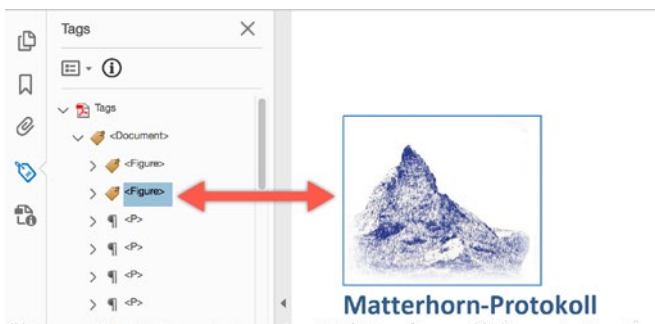 Tags
Tags
<Document>
<Figure>
<Figure>
<P>
<P>
<P>
<P>
Matterhorn-Protokoll